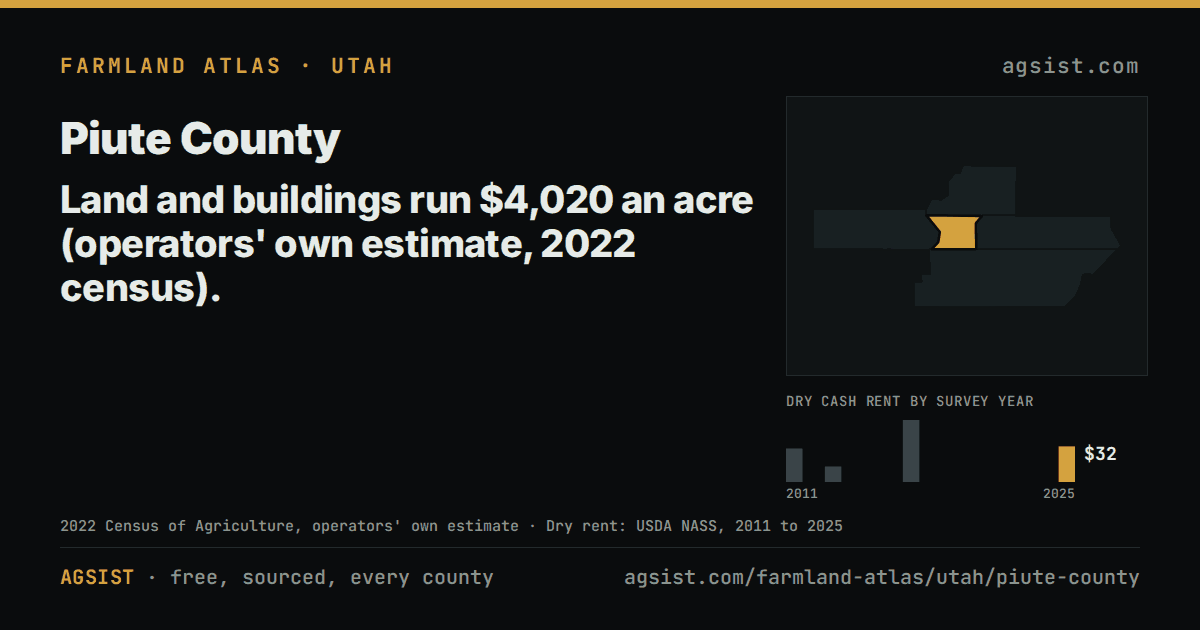 FARMLAND ATLAS · UTAH
agsist.com
Piute County
Land and buildings run $4,020 an acre
(operators' own estimate, 2022
census).
DRY CASH RENT BY SURVEY YEAR
$32
2011
2025
2022 Census of Agriculture, operators' own estimate · Dry rent: USDA NASS, 2011 to 2025
AGSIST · free, sourced, every county
agsist.com/farmland-atlas/utah/piute-county